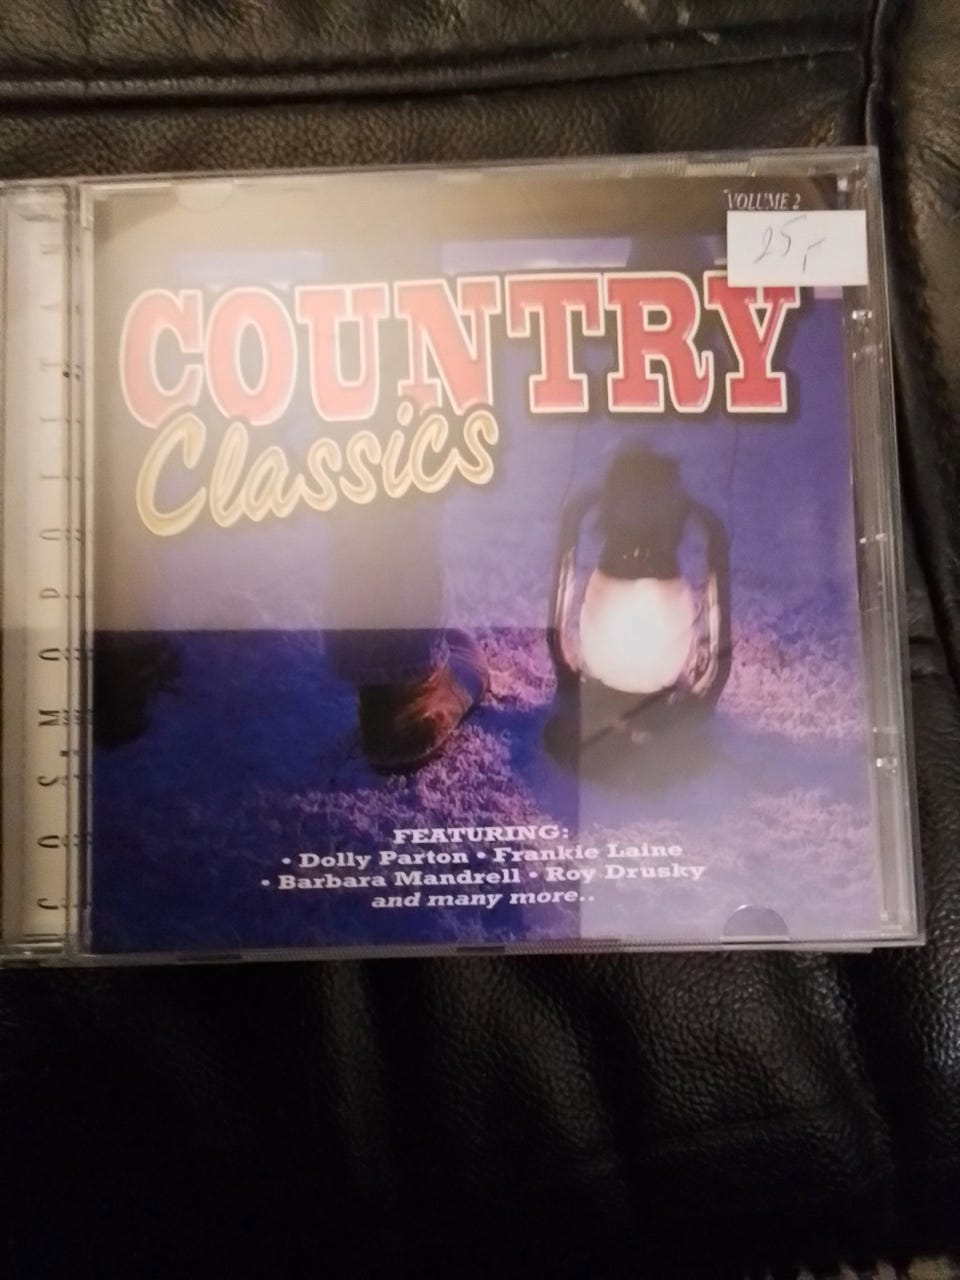 VOLUME 2
25,-
COUNTRY
Classics
FEATURING:
• Dolly Parton • Frankie Laine
• Barbara Mandrell • Roy Drusky
and many more..
COSMOPOLITAN